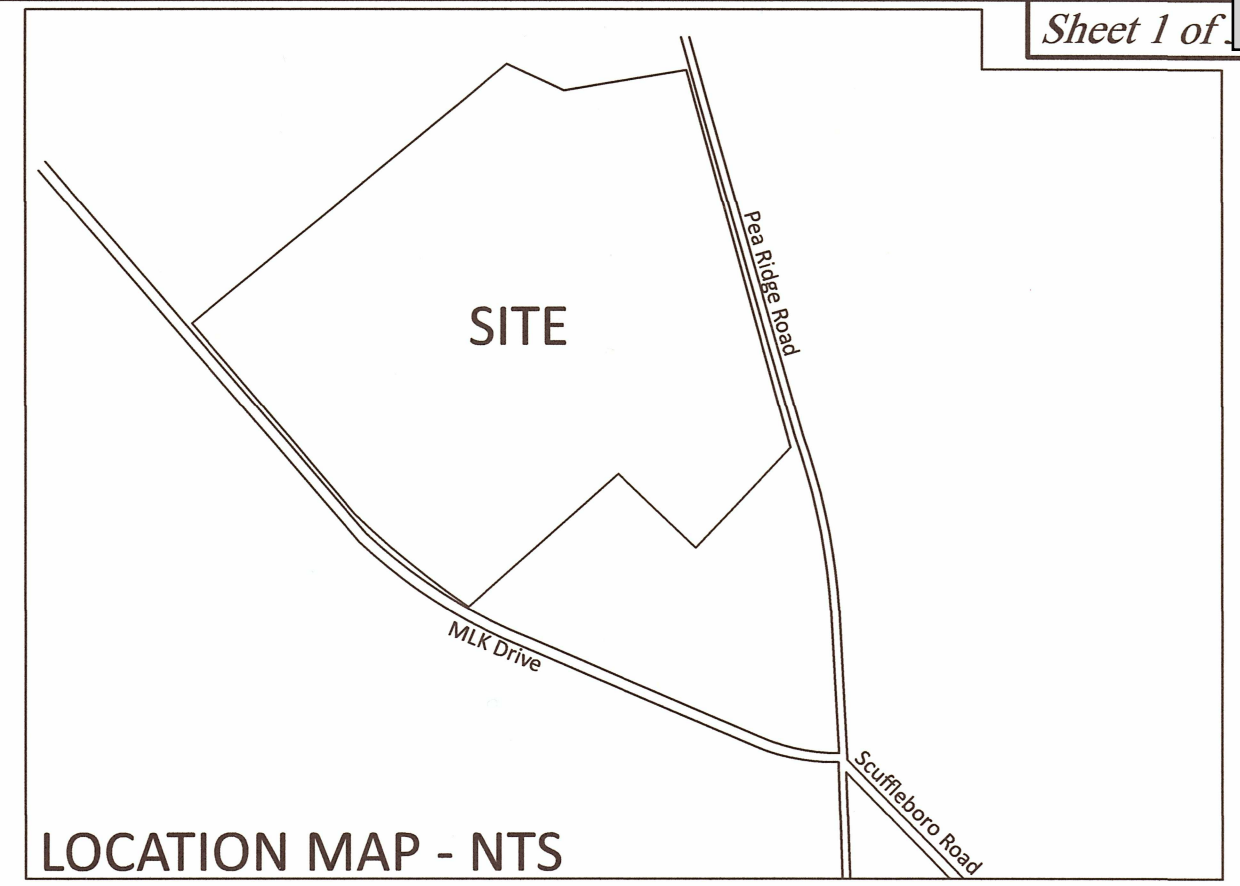 Sheet 1 of
Pea Ridge Road
SITE
MLK Drive
Scuffleboro Road
LOCATION MAP - NTS